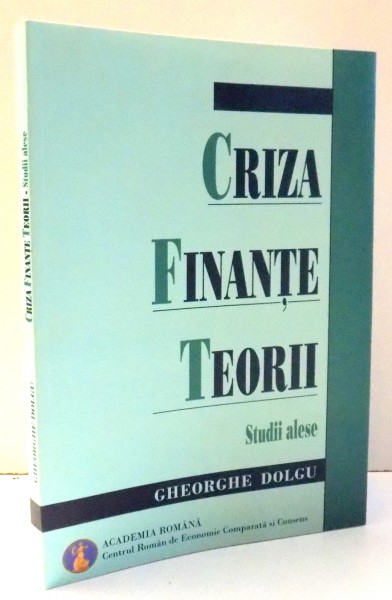 CRIZA
FINANȚE
TEORII
Studii alese
GHEORGHE DOLGU
ACADEMIA ROMÂNĂ
Centrul Român de Economie Comparată si Consens
CRIZA FINANȚE TEORII - Studii alese
GHEORGHE DOLGU